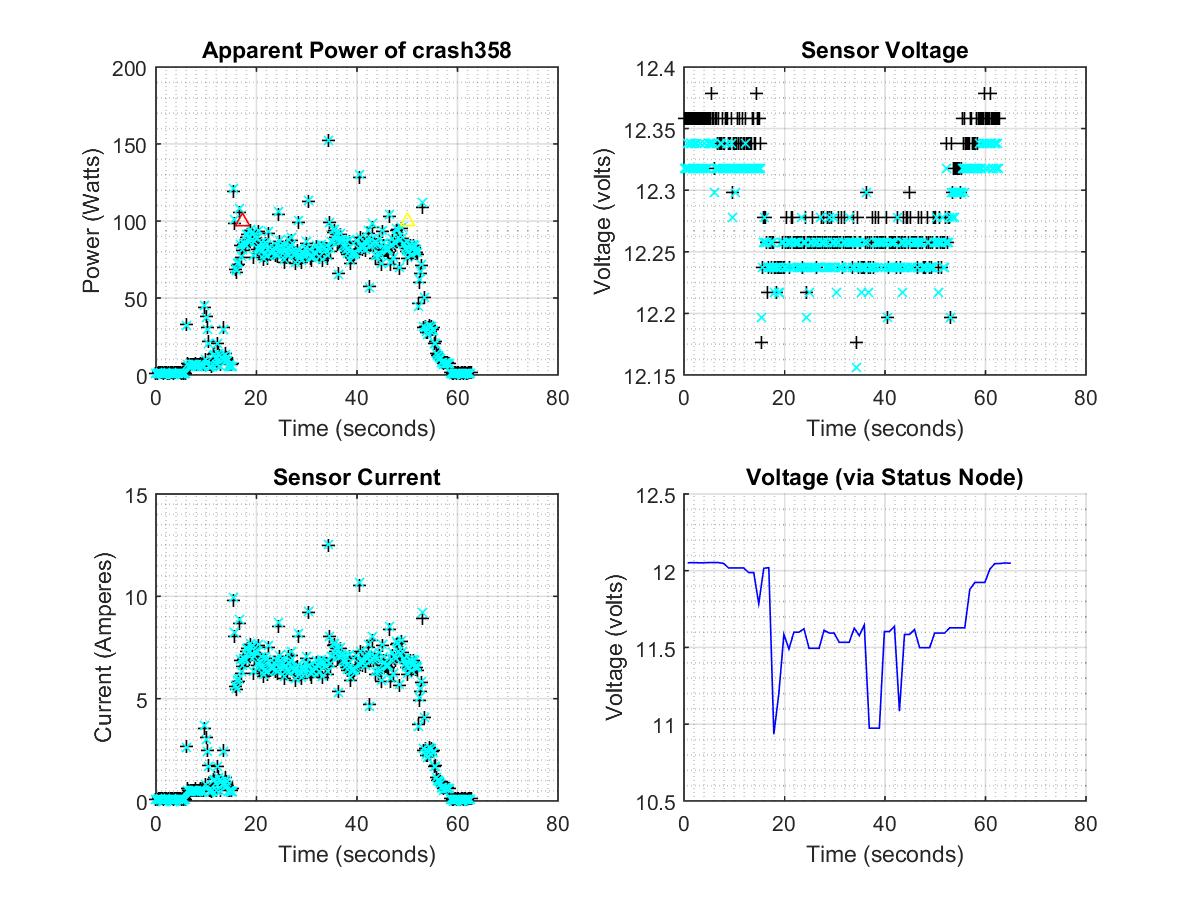 Apparent Power of crash358
200
150
100
50
0
Power (Watts)
0 20 40 60 80
Time (seconds)
Sensor Voltage
12.4
12.35
12.3
12.25
12.2
12.15
Voltage (volts)
0 20 40 60 80
Time (seconds)
Sensor Current
15
10
5
0
Current (Amperes)
0 20 40 60 80
Time (seconds)
Voltage (via Status Node)
12.5
12
11.5
11
10.5
Voltage (volts)
0 20 40 60 80
Time (seconds)